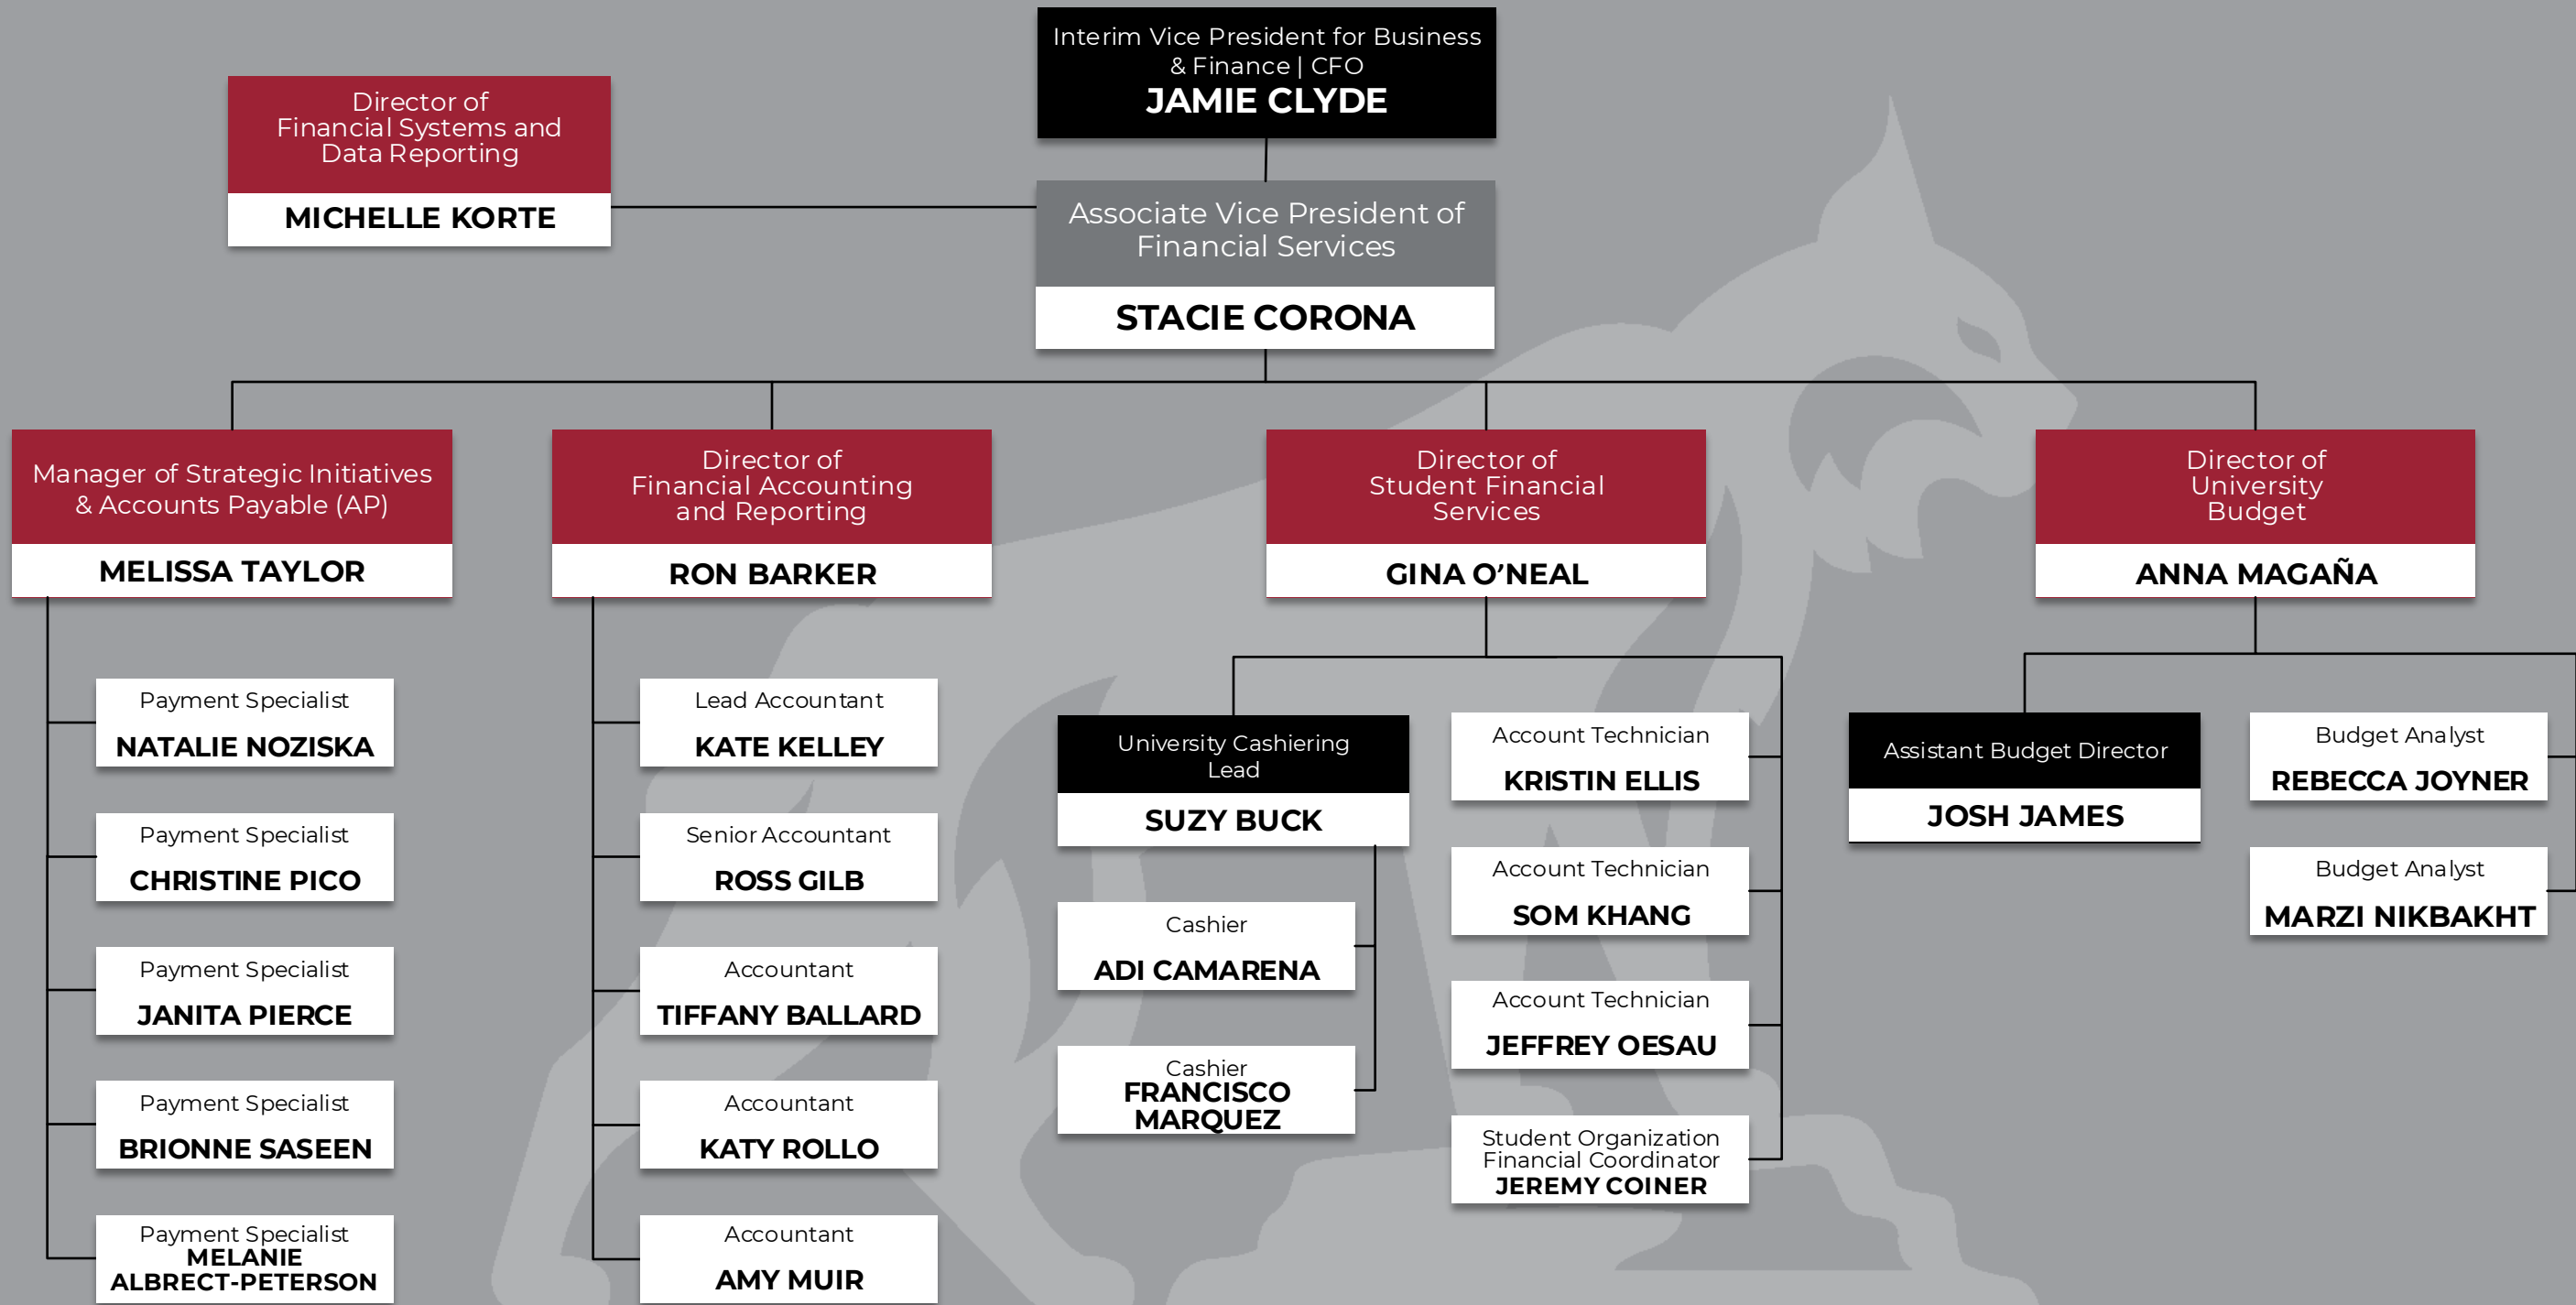 Interim Vice President for Business
& Finance | CFO
JAMIE CLYDE
Director of
Financial Systems and
Data Reporting
MICHELLE KORTE
Associate Vice President of
Financial Services
STACIE CORONA
Manager of Strategic Initiatives
& Accounts Payable (AP)
MELISSA TAYLOR
Payment Specialist
NATALIE NOZISKA
Payment Specialist
CHRISTINE PICO
Payment Specialist
JANITA PIERCE
Payment Specialist
BRIONNE SASEEN
Payment Specialist
MELANIE
ALBRECT-PETERSON
Director of
Financial Accounting
and Reporting
RON BARKER
Lead Accountant
KATE KELLEY
Senior Accountant
ROSS GILB
Accountant
TIFFANY BALLARD
Accountant
KATY ROLLO
Accountant
AMY MUIR
Director of
Student Financial
Services
GINA O’NEAL
University Cashiering
Lead
SUZY BUCK
Cashier
ADI CAMARENA
Cashier
FRANCISCO
MARQUEZ
Account Technician
KRISTIN ELLIS
Account Technician
SOM KHANG
Account Technician
JEFFREY OESAU
Student Organization
Financial Coordinator
JEREMY COINER
Director of
University
Budget
ANNA MAGAÑA
Assistant Budget Director
JOSH JAMES
Budget Analyst
REBECCA JOYNER
Budget Analyst
MARZI NIKBAKHT